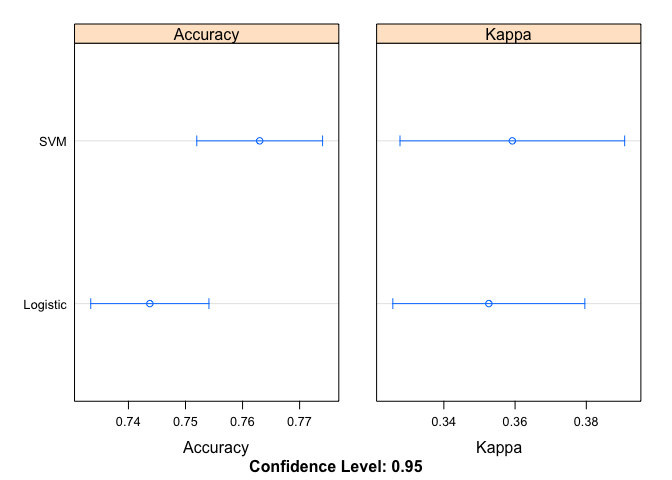 Accuracy
Kappa
SVM
Logistic
0.74 0.75 0.76 0.77
0.34 0.36 0.38
Accuracy
Kappa
Confidence Level: 0.95